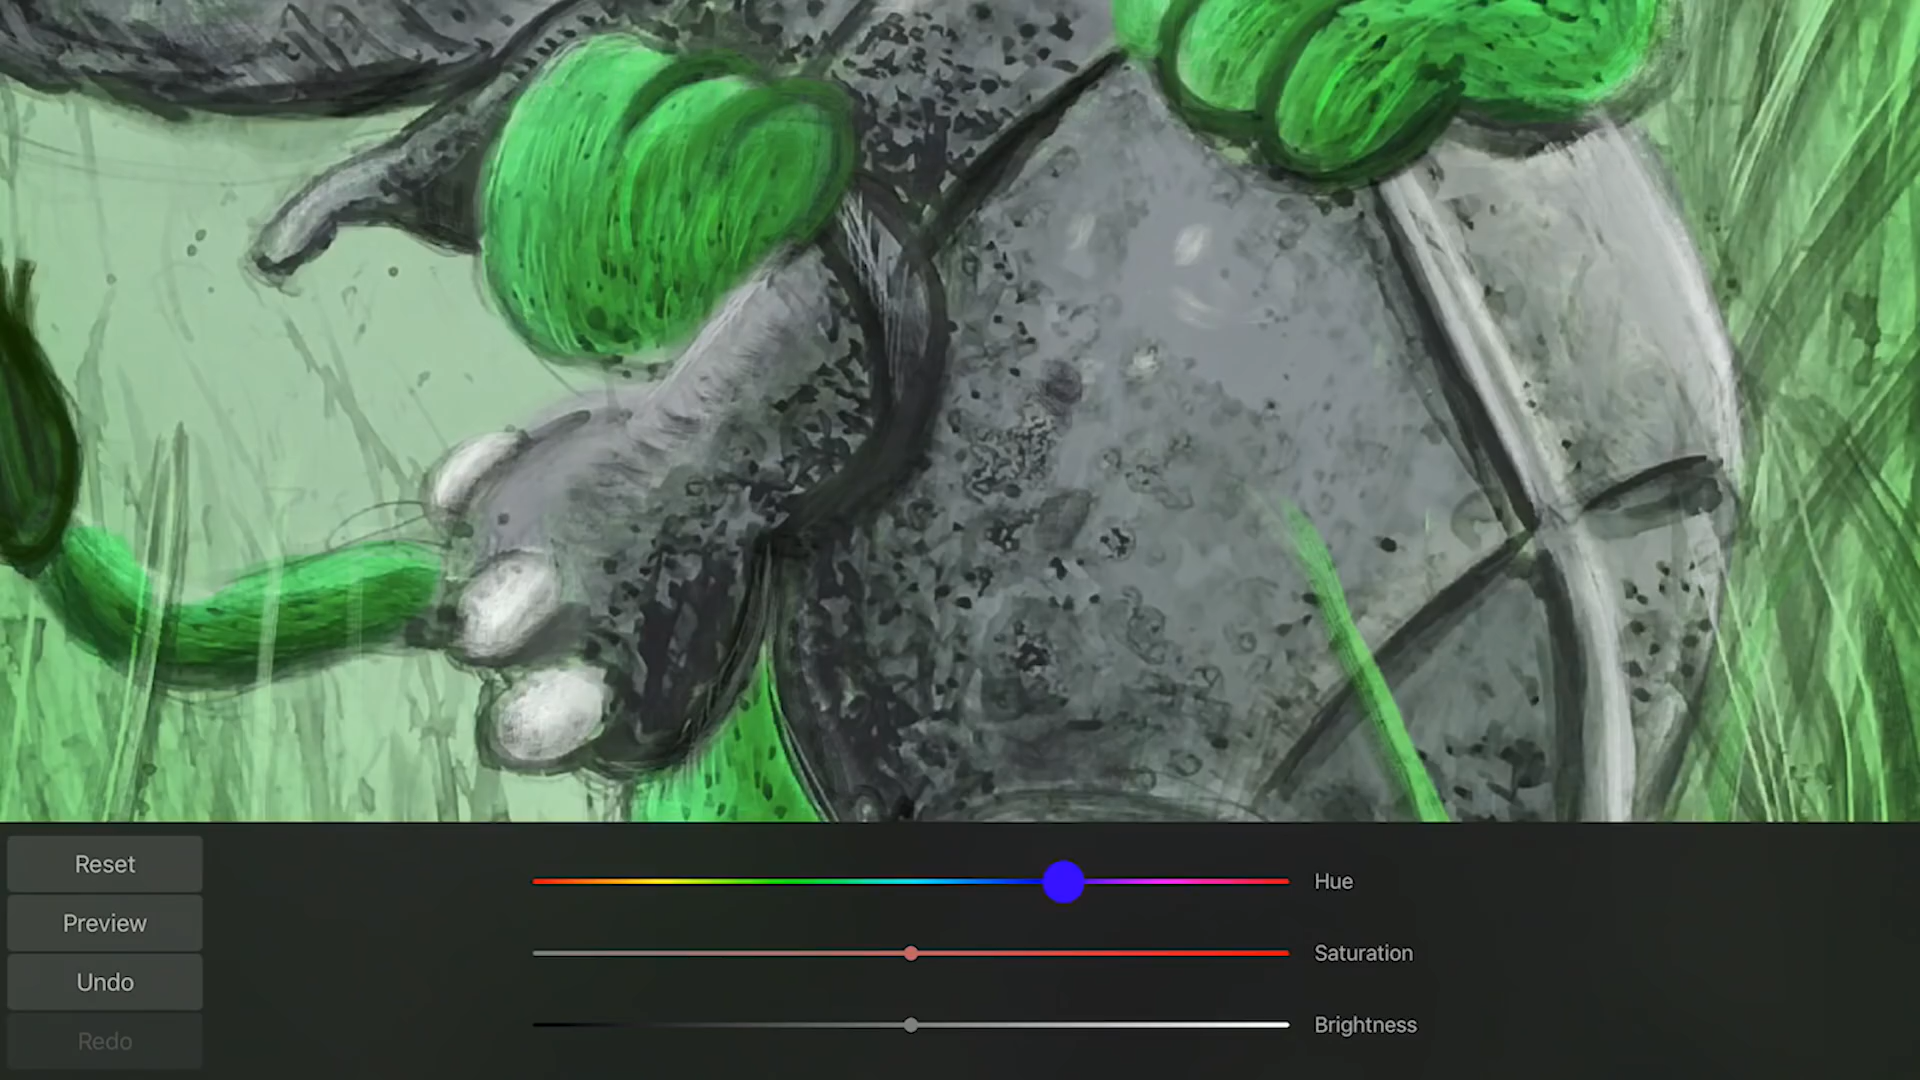 Reset
Preview
Undo
Redo
Hue
Saturation
Brightness